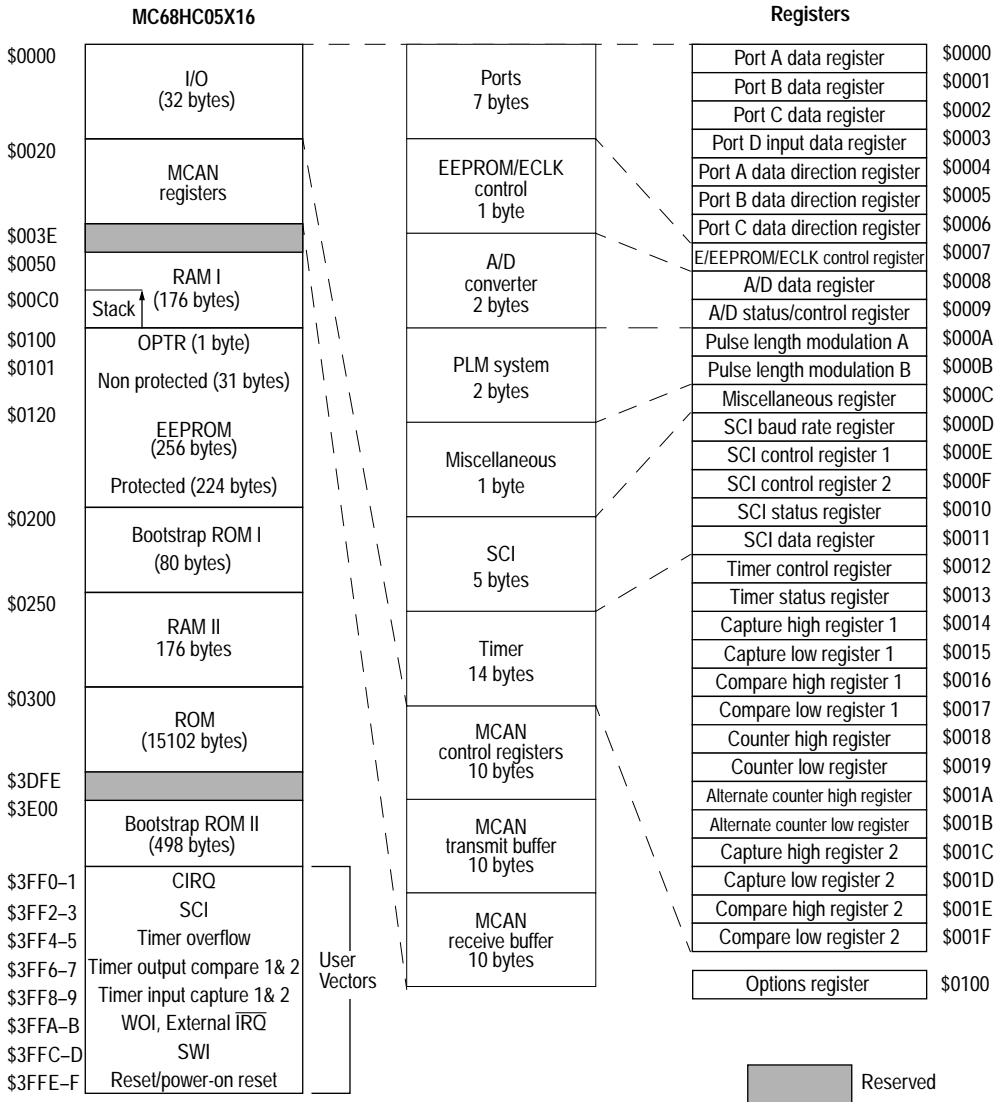 MC68HC05X16
$0000
I/O
(32 bytes)
$0020
MCAN
registers
$003E
$0050
RAM I
(176 bytes)
$00C0
Stack
$0100
OPTR (1 byte)
$0101
Non protected (31 bytes)
$0120
EEPROM
(256 bytes)
Protected (224 bytes)
$0200
Bootstrap ROM I
(80 bytes)
$0250
RAM II
176 bytes
$0300
ROM
(15102 bytes)
$3DFE
$3E00
Bootstrap ROM II
(498 bytes)
$3FF0–1
CIRQ
$3FF2–3
SCI
$3FF4–5
Timer overflow
$3FF6–7
Timer output compare 1& 2
$3FF8–9
Timer input capture 1& 2
$3FFA–B
WOI, External IRQ
$3FFC–D
SWI
$3FFE–F
Reset/power-on reset
User
Vectors
Ports
7 bytes
EEPROM/ECLK
control
1 byte
A/D
converter
2 bytes
PLM system
2 bytes
Miscellaneous
1 byte
SCI
5 bytes
Timer
14 bytes
MCAN
control registers
10 bytes
MCAN
transmit buffer
10 bytes
MCAN
receive buffer
10 bytes
Registers
Port A data register $0000
Port B data register $0001
Port C data register $0002
Port D input data register $0003
Port A data direction register $0004
Port B data direction register $0005
Port C data direction register $0006
E/EEPROM/ECLK control register $0007
A/D data register $0008
A/D status/control register $0009
Pulse length modulation A $000A
Pulse length modulation B $000B
Miscellaneous register $000C
SCI baud rate register $000D
SCI control register 1 $000E
SCI control register 2 $000F
SCI status register $0010
SCI data register $0011
Timer control register $0012
Timer status register $0013
Capture high register 1 $0014
Capture low register 1 $0015
Compare high register 1 $0016
Compare low register 1 $0017
Counter high register $0018
Counter low register $0019
Alternate counter high register $001A
Alternate counter low register $001B
Capture high register 2 $001C
Capture low register 2 $001D
Compare high register 2 $001E
Compare low register 2 $001F
Options register $0100
Reserved